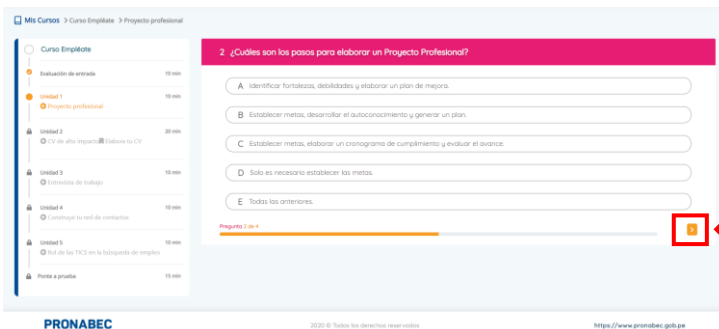 Mis Cursos > Curso Empléate > Proyecto profesional
Curso Empléate
Evaluación de entrada 10 min
Unidad 1 10 min
Proyecto profesional
Unidad 2 20 min
CV de alto impacto Elabora tu CV
Unidad 3 10 min
Entrevista de trabajo
Unidad 4 10 min
Construye tu red de contactos
Unidad 5 10 min
Rol de las TICS en la búsqueda de empleo
Ponte a prueba 15 min
2 ¿Cuáles son los pasos para elaborar un Proyecto Profesional?
A Identificar fortalezas, debilidades y elaborar un plan de mejora.
B Establecer metas, desarrollar el autoconocimiento y generar un plan.
C Establecer metas, elaborar un cronograma de cumplimiento y evaluar el avance.
D Solo es necesario establecer las metas.
E Todas las anteriores.
Pregunta 2 de 4
PRONABEC
2020 © Todos los derechos reservados
https://www.pronabec.gob.pe